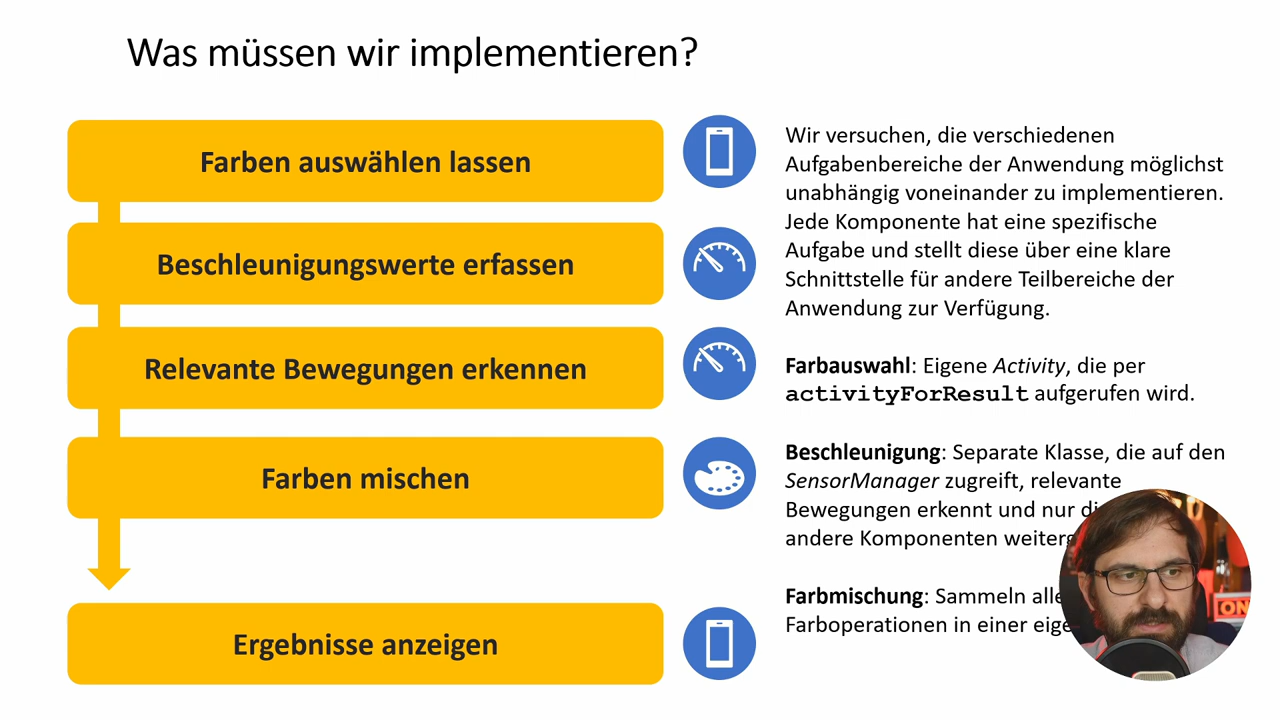 Was müssen wir implementieren?
Farben auswählen lassen
Beschleunigungswerte erfassen
Relevante Bewegungen erkennen
Farben mischen
Ergebnisse anzeigen
Wir versuchen, die verschiedenen
Aufgabenbereiche der Anwendung möglichst
unabhängig voneinander zu implementieren.
Jede Komponente hat eine spezifische
Aufgabe und stellt diese über eine klare
Schnittstelle für andere Teilbereiche der
Anwendung zur Verfügung.
Farbauswahl: Eigene Activity, die per
activityForResult aufgerufen wird.
Beschleunigung: Separate Klasse, die auf den
SensorManager zugreift, relevante
Bewegungen erkennt und nur
andere Komponenten
Farbmischung: Sammeln
Farboperationen in einer
ON